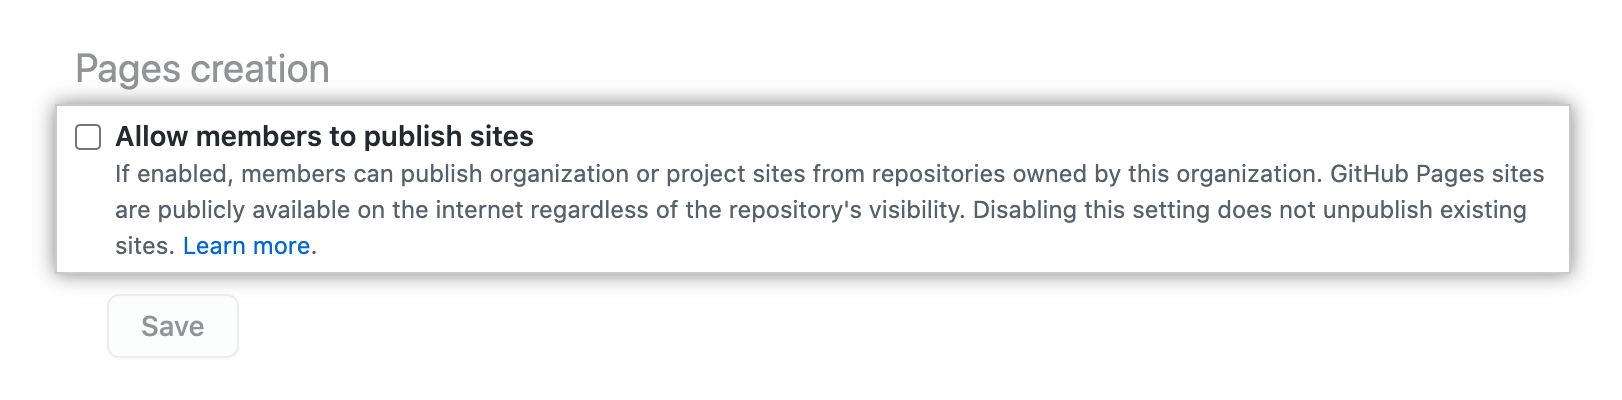 Pages creation
Allow members to publish sites
If enabled, members can publish organization or project sites from repositories owned by this organization. GitHub Pages sites
are publicly available on the internet regardless of the repository's visibility. Disabling this setting does not unpublish existing
sites. Learn more.
Save